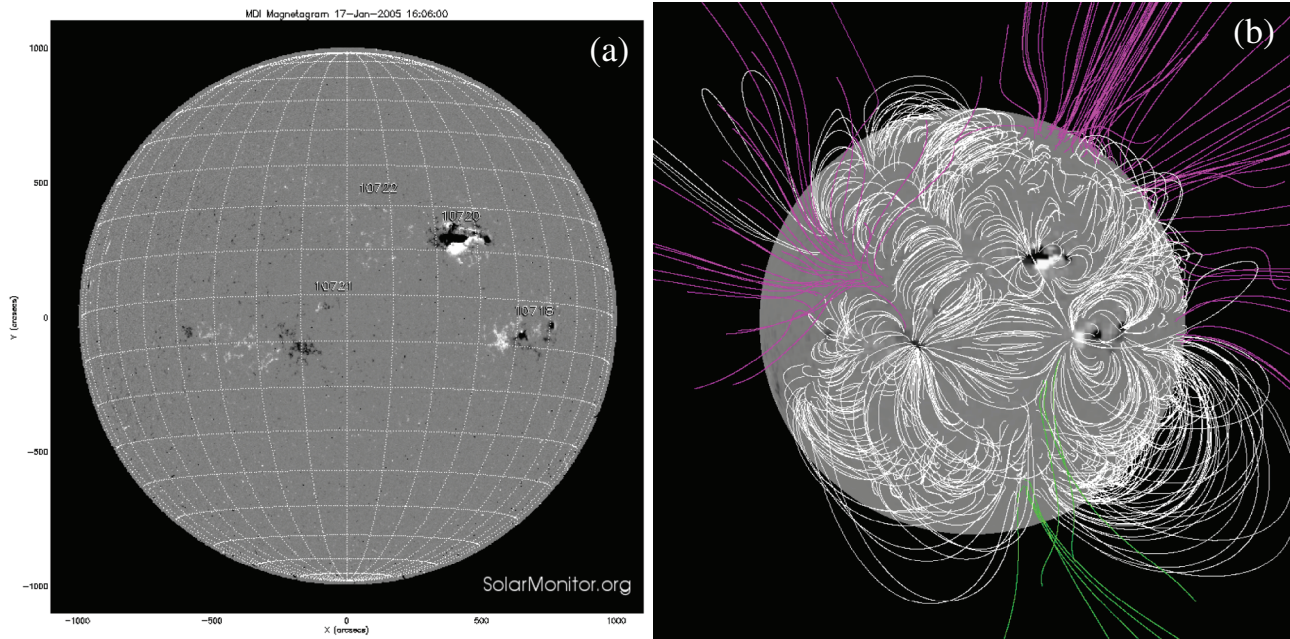 MDI Magnetogram 17-Jan-2005 16:06:00
(a)
(b)
1000
500
0
-500
-1000
Y (arcsecs)
10722
10720
10721
10718
SolarMonitor.org
-1000
-500
0
500
1000
X (arcsecs)